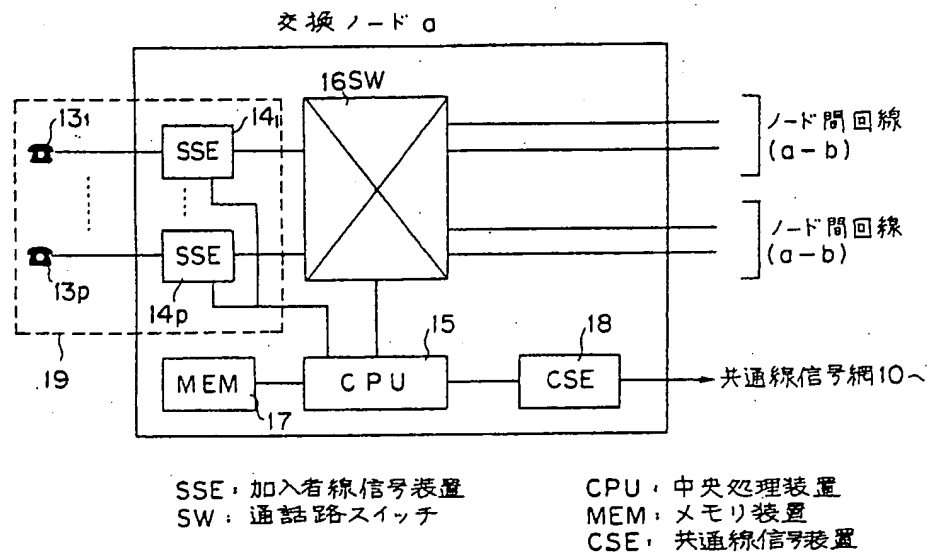 交換ノード a
16SW
13₁
14₁
SSE
ノード間回線
(a-b)
SSE
ノード間回線
(a-b)
13p
14p
15
18
19
MEM
CPU
CSE
共通線信号網10へ
17
SSE: 加入者線信号装置
SW: 通話路スイッチ
CPU: 中央処理装置
MEM: メモリ装置
CSE: 共通線信号装置